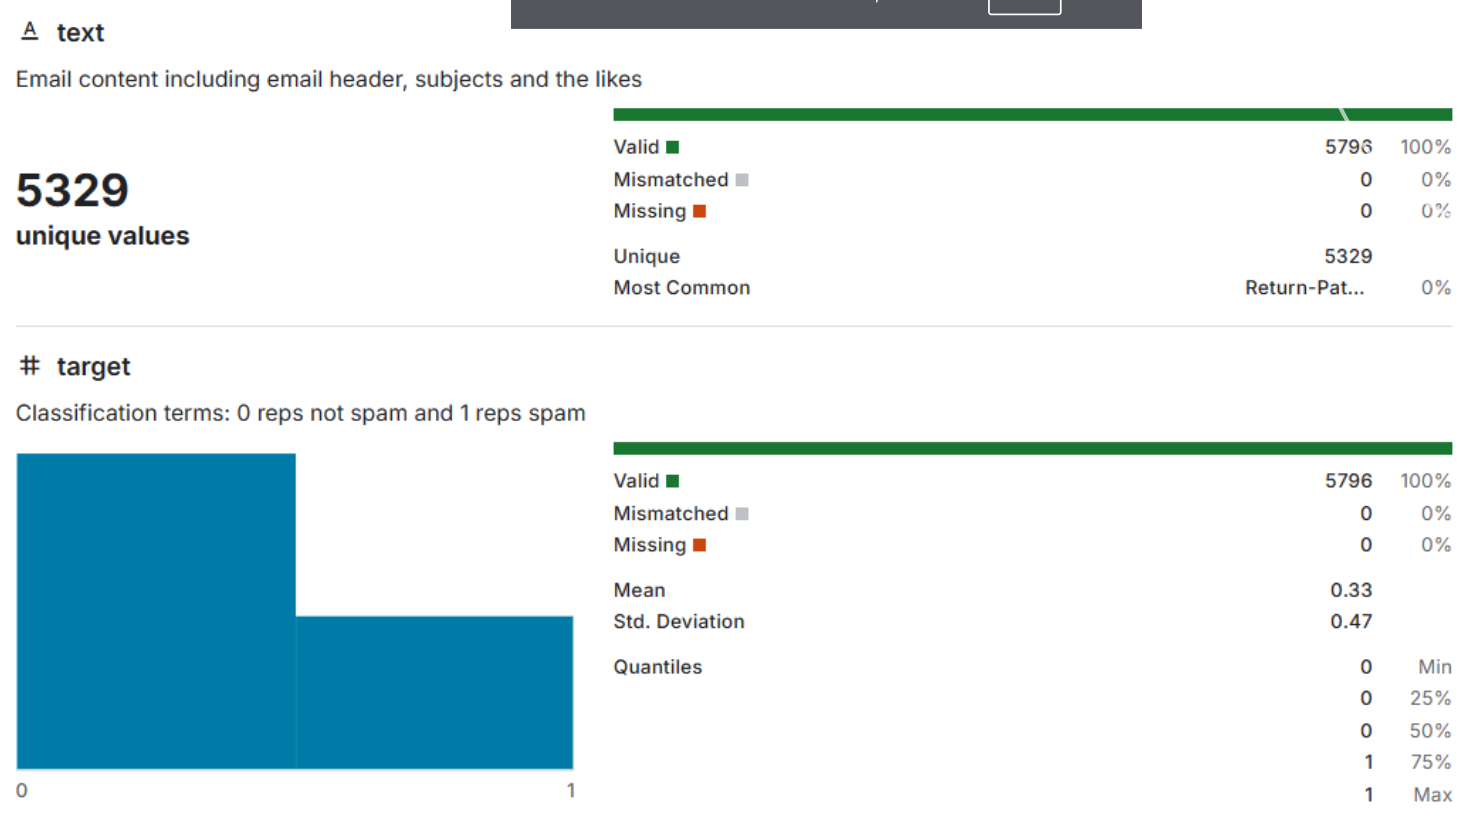 text
Email content including email header, subjects and the likes
5329
unique values
Valid 5796 100%
Mismatched 0 0%
Missing 0 0%
Unique 5329
Most Common Return-Pat... 0%
# target
Classification terms: 0 reps not spam and 1 reps spam
0 1
Valid 5796 100%
Mismatched 0 0%
Missing 0 0%
Mean 0.33
Std. Deviation 0.47
Quantiles 0 Min
0 25%
0 50%
1 75%
1 Max